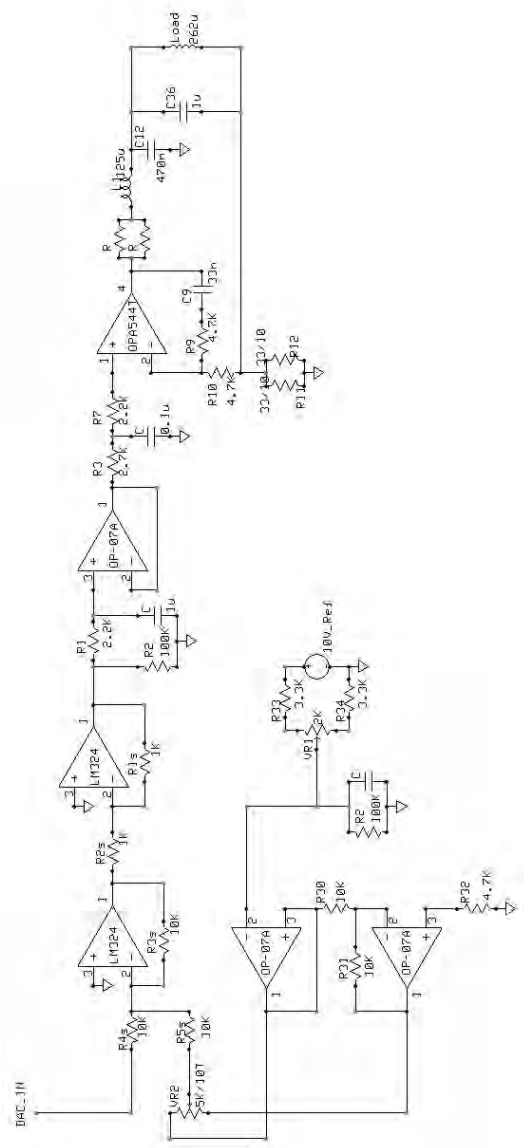 DAC_IN
R4s
10K
R5s
10K
VR2
5K/10T
3
+
2
-
LM324
1
R3s
10K
R2s
1K
3
+
2
-
LM324
1
R1s
1K
R1
2.2K
R2
100K
C
1u
3
+
2
-
OP-07A
1
R3
2.7K
C
0.1u
R7
2.2K
1
+
2
-
OPA544T
4
R9
4.7K
C9
33n
R10
4.7K
33/10
R11
33/10
R12
R
R
L1
125u
C12
470n
C36
1u
Load
262u
2
-
3
+
OP-07A
1
R30
10K
R31
10K
2
-
3
+
OP-07A
1
R32
4.7K
R2
100K
C
VR1
2K
R33
3.3K
R34
3.3K
10V_Ref